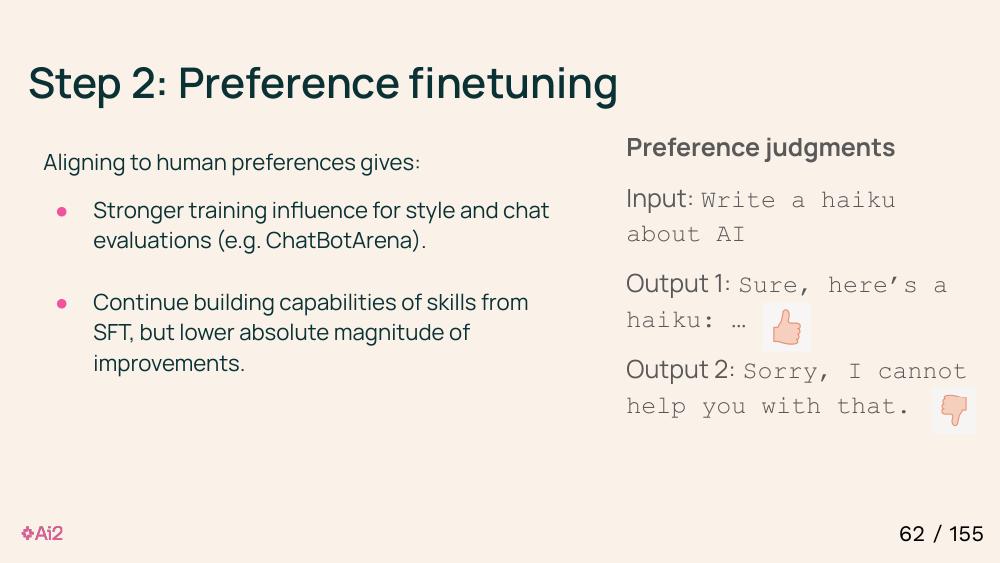 Step 2: Preference finetuning
Aligning to human preferences gives:
● Stronger training influence for style and chat
evaluations (e.g. ChatBotArena).
● Continue building capabilities of skills from
SFT, but lower absolute magnitude of
improvements.
Preference judgments
Input: Write a haiku
about AI
Output 1: Sure, here’s a
haiku: …
Output 2: Sorry, I cannot
help you with that.
Ai2
62 / 155